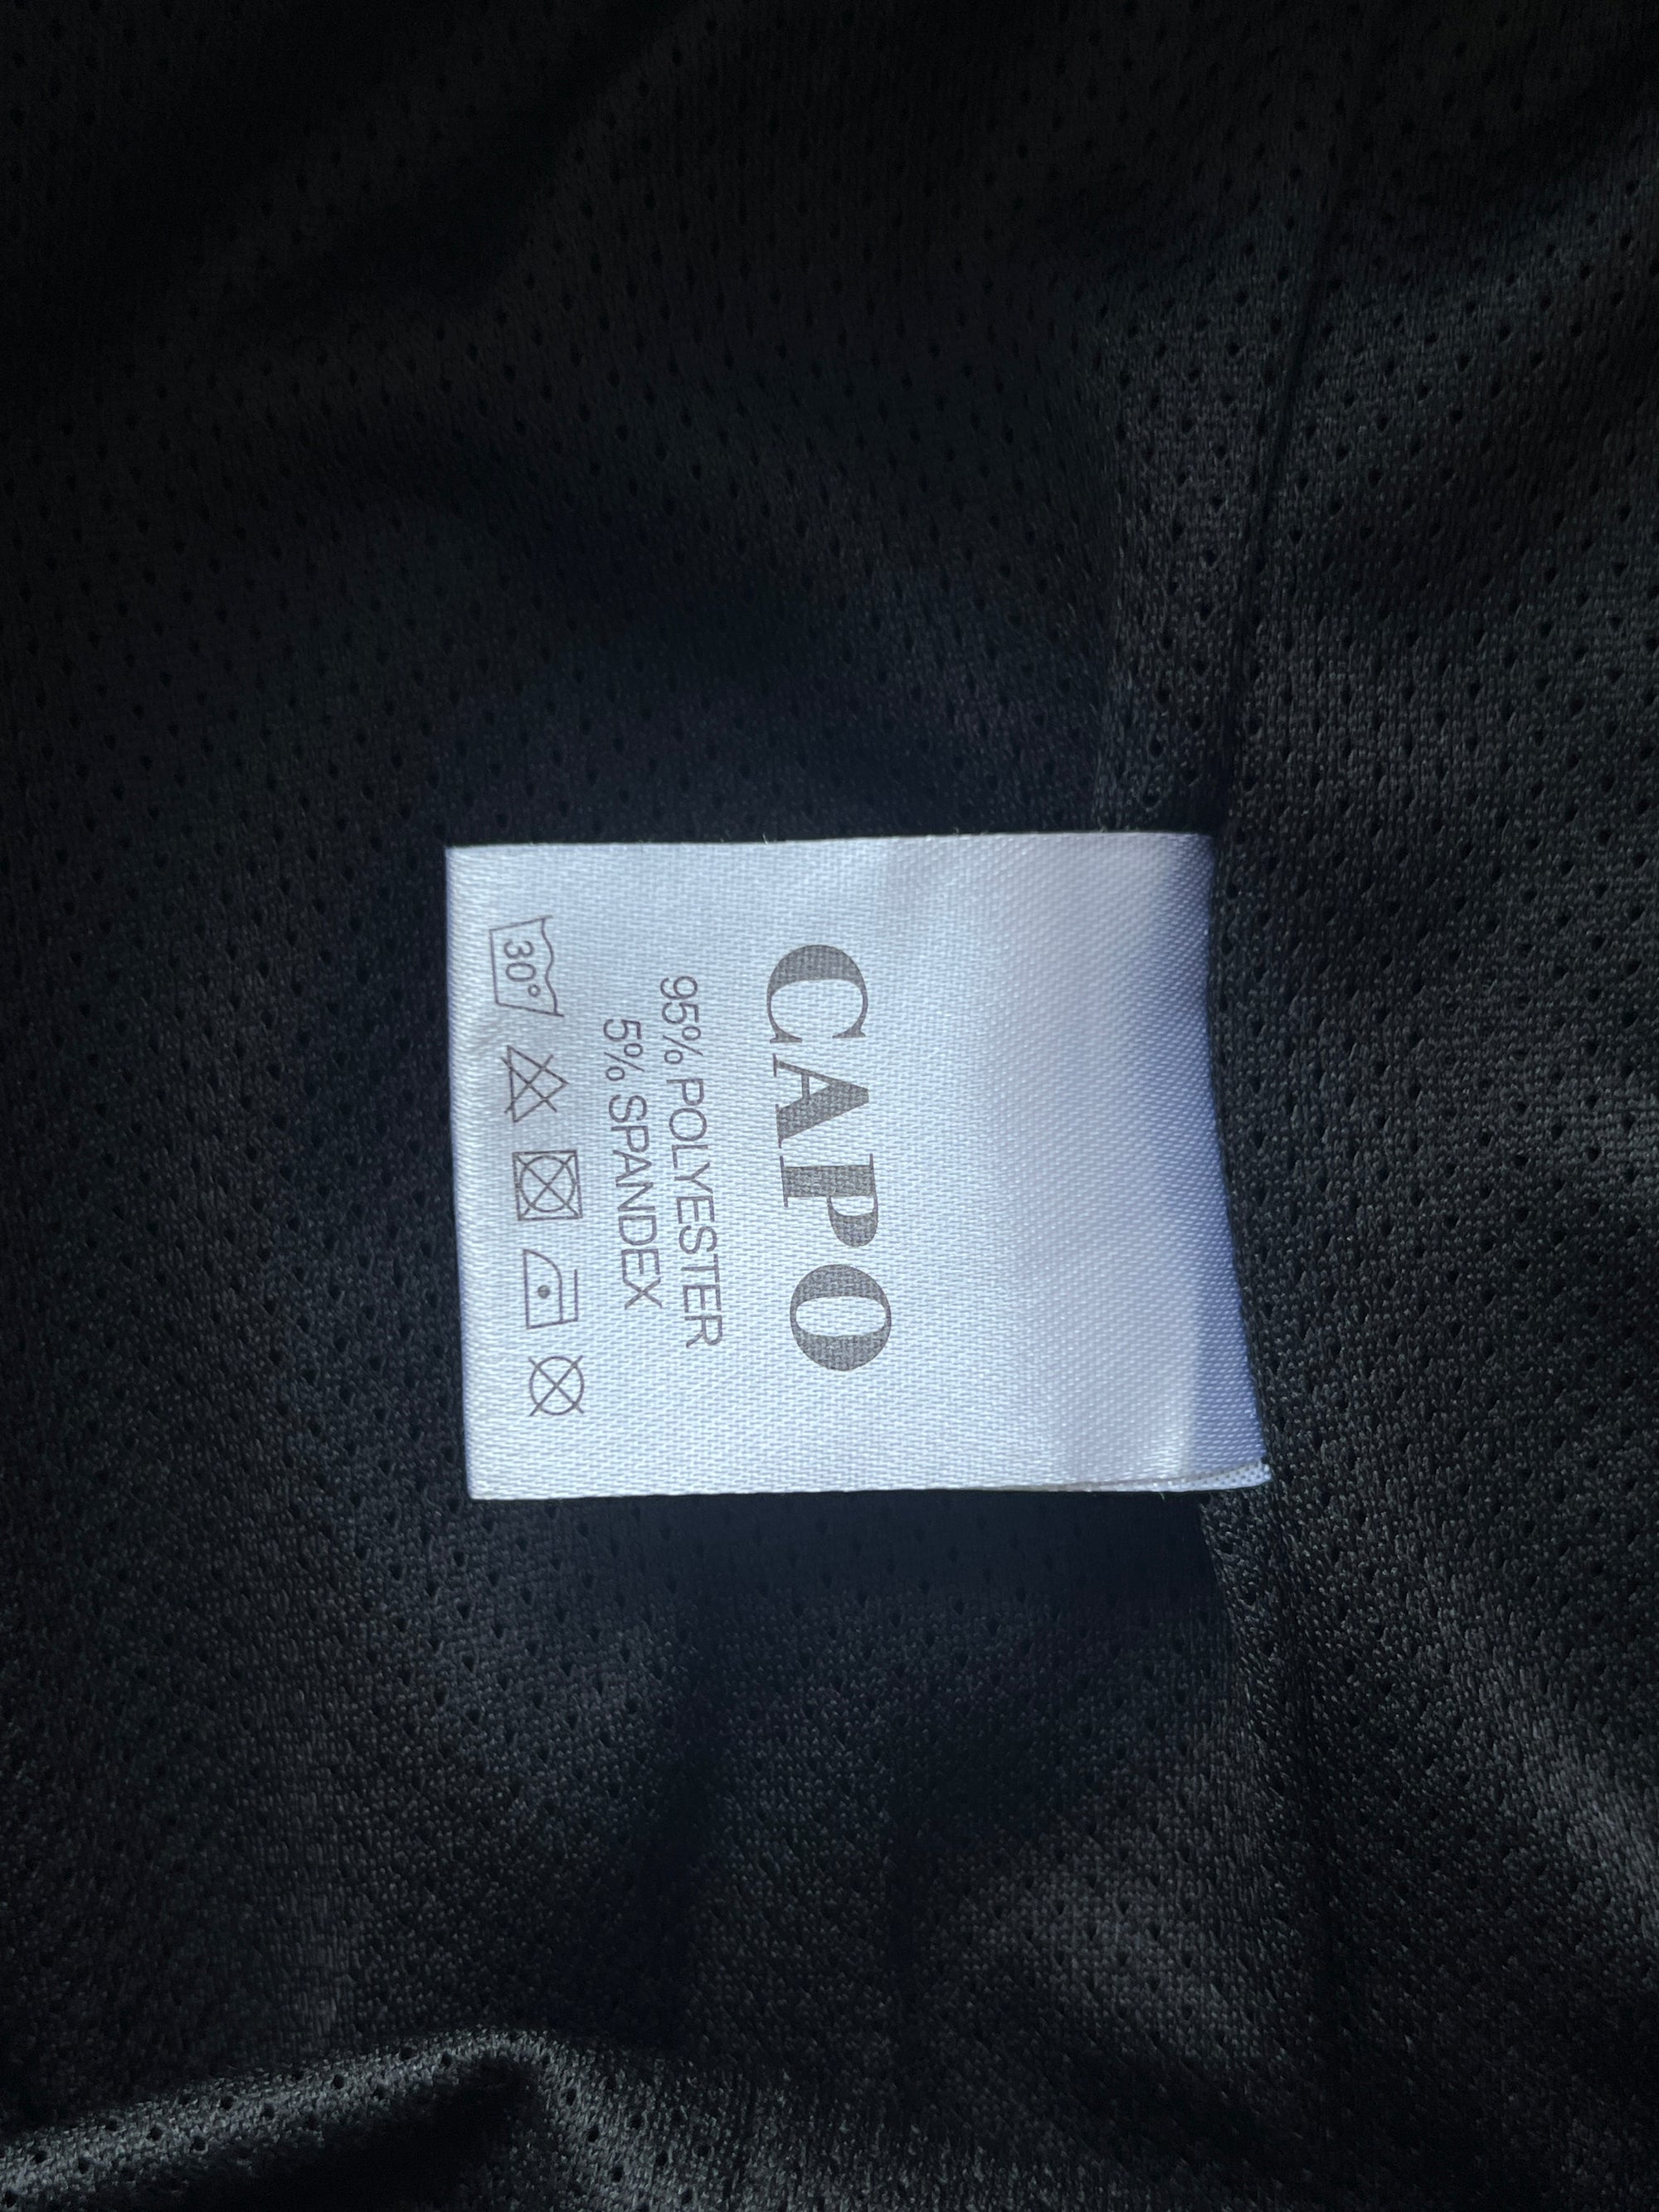 CAPO
95% POLYESTER
5% SPANDEX
30°